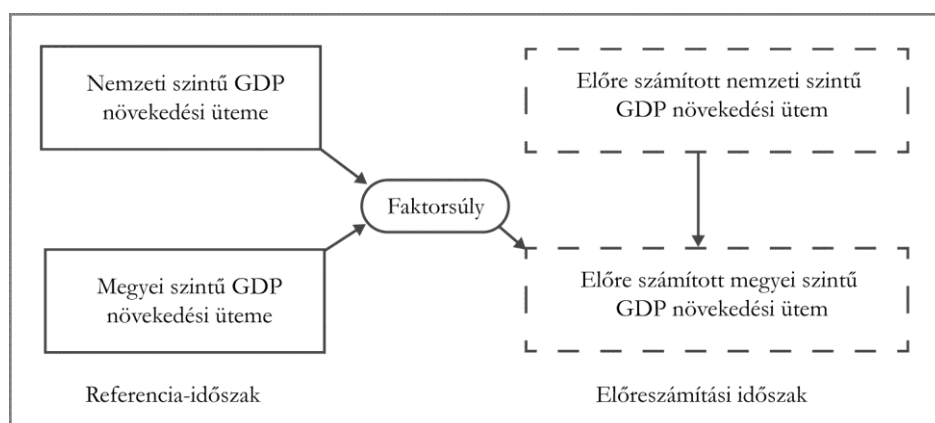 Nemzeti szintű GDP
növekedési üteme
Előre számított nemzeti szintű
GDP növekedési ütem
Faktorsúly
Megyei szintű GDP
növekedési üteme
Előre számított megyei szintű
GDP növekedési ütem
Referencia-időszak
Előreszámítási időszak